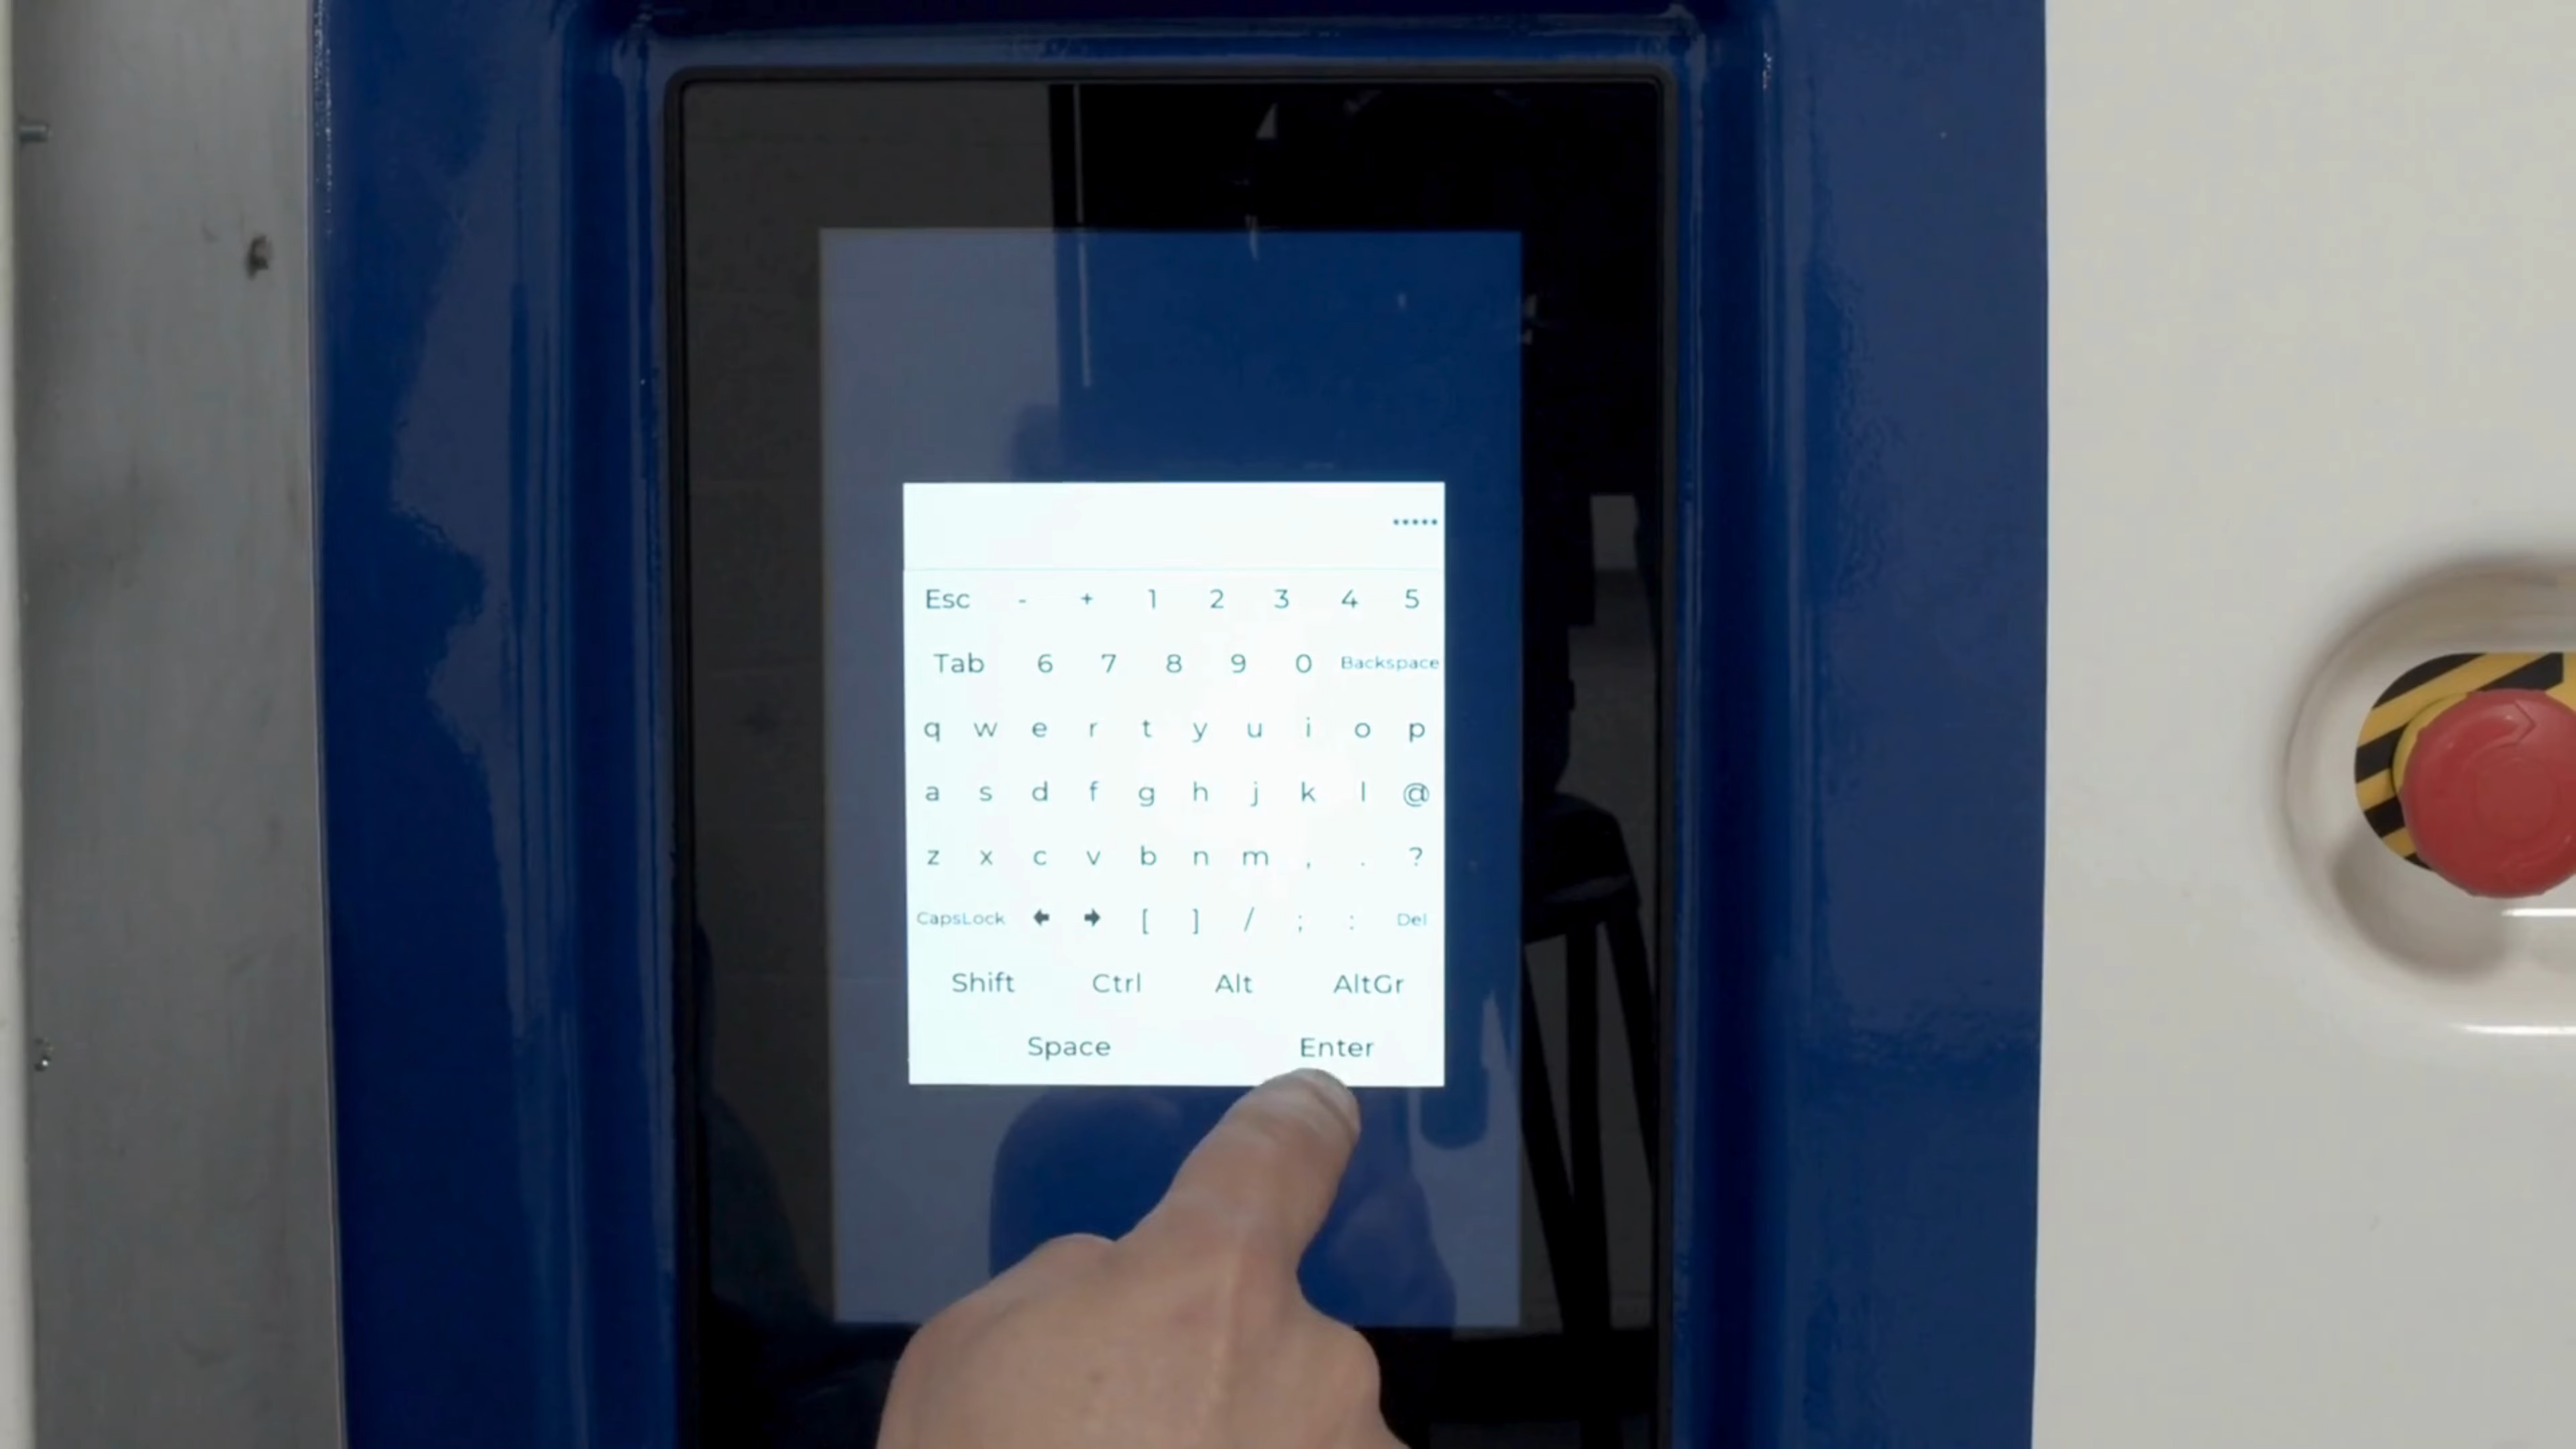 •••••
Esc - + 1 2 3 4 5
Tab 6 7 8 9 0 Backspace
q w e r t y u i o p
a s d f g h j k l @
z x c v b n m , . ?
CapsLock 🡸 🡺 [ ] / ; : Del
Shift Ctrl Alt AltGr
Space Enter